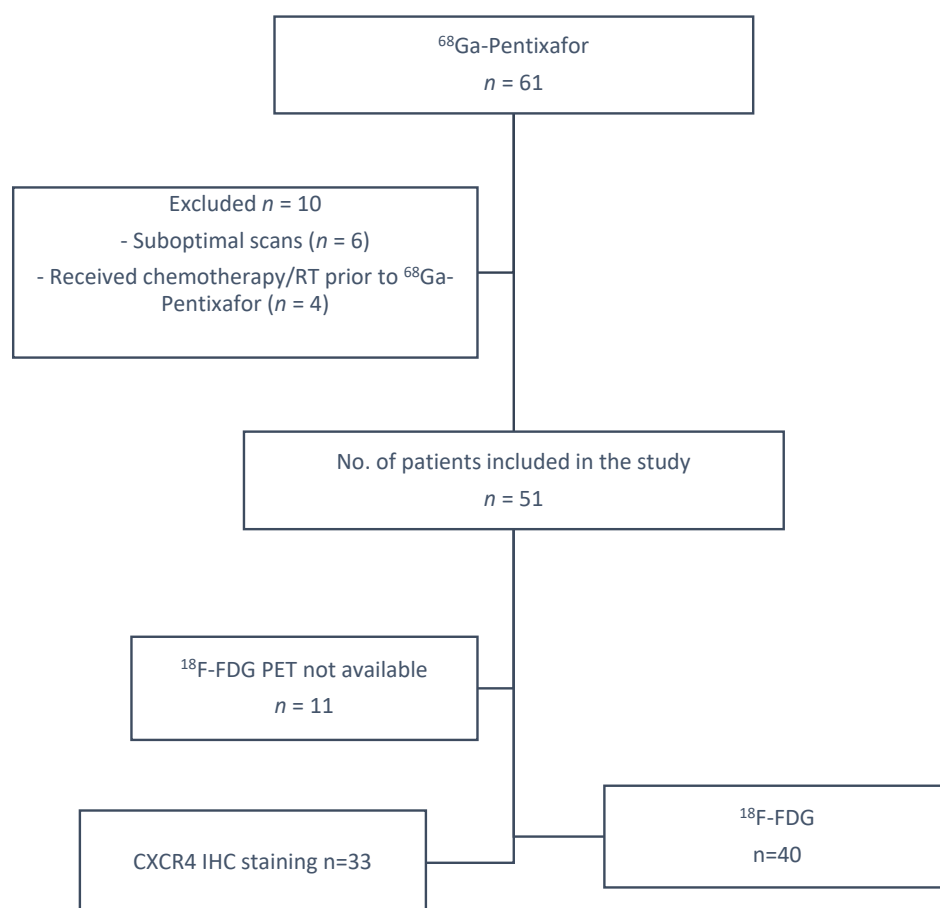 ⁶⁸Ga-Pentixafor
n = 61
Excluded n = 10
- Suboptimal scans (n = 6)
- Received chemotherapy/RT prior to ⁶⁸Ga-
Pentixafor (n = 4)
No. of patients included in the study
n = 51
¹⁸F-FDG PET not available
n = 11
¹⁸F-FDG
n=40
CXCR4 IHC staining n=33